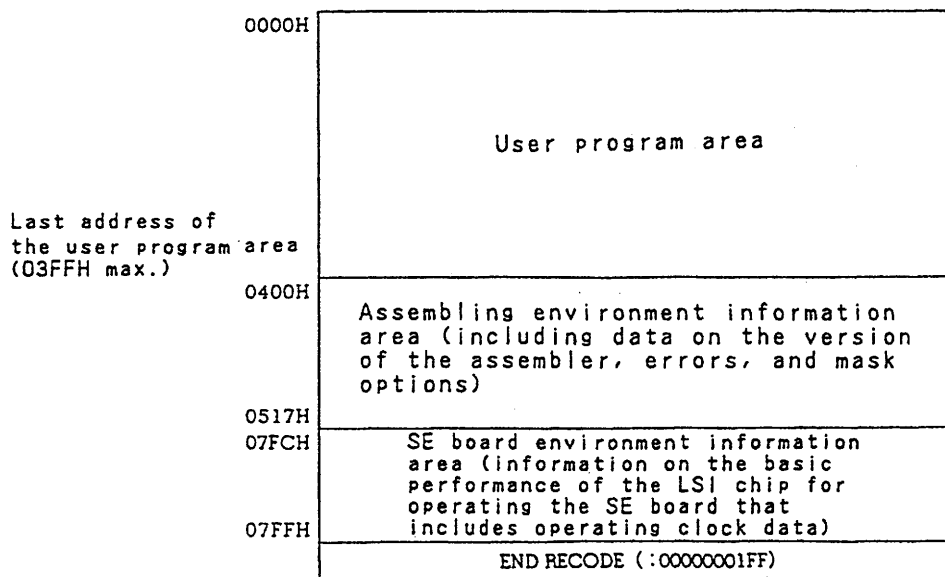 0000H
User program area
Last address of
the user program area
(03FFH max.)
0400H
Assembling environment information
area (including data on the version
of the assembler, errors, and mask
options)
0517H
07FCH
SE board environment information
area (information on the basic
performance of the LSI chip for
operating the SE board that
includes operating clock data)
07FFH
END RECODE (:00000001FF)